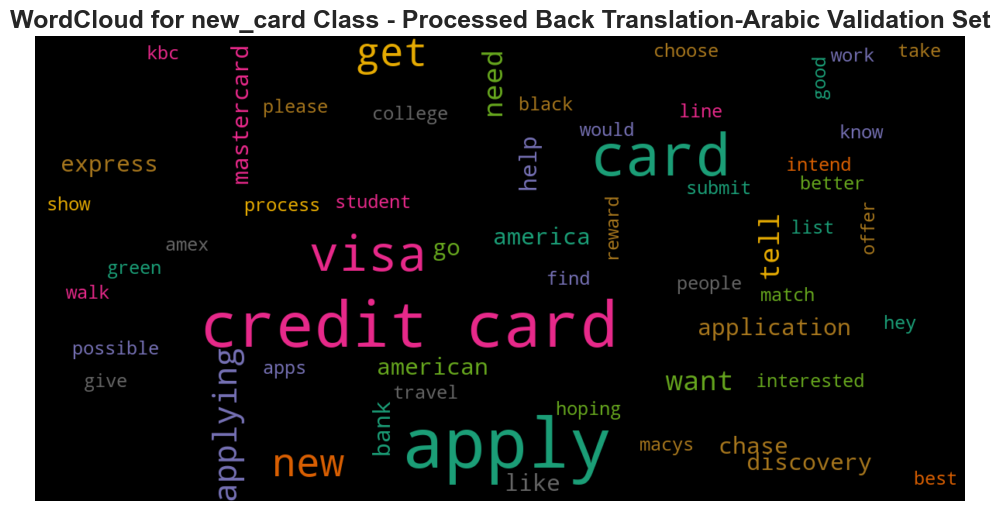 WordCloud for new_card Class - Processed Back Translation-Arabic Validation Set
kbc
mastercard
get
need
choose
good
work
take
please
college
black
line
would
know
express
help
card
intend
submit
better
show
process
student
reward
offer
list
tell
america
amex
visa
go
green
find
people
walk
match
credit card
application
hey
possible
applying
apps
american
give
travel
want
interested
bank
hoping
apply
macys
chase
new
discovery
like
best